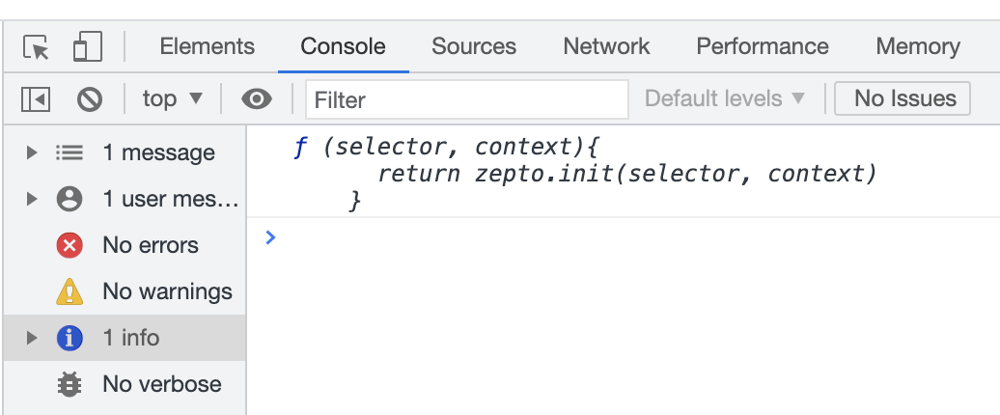 Elements Console Sources Network Performance Memory
top Filter Default levels No Issues
1 message
1 user mes...
No errors
No warnings
1 info
No verbose
ƒ (selector, context){
return zepto.init(selector, context)
}